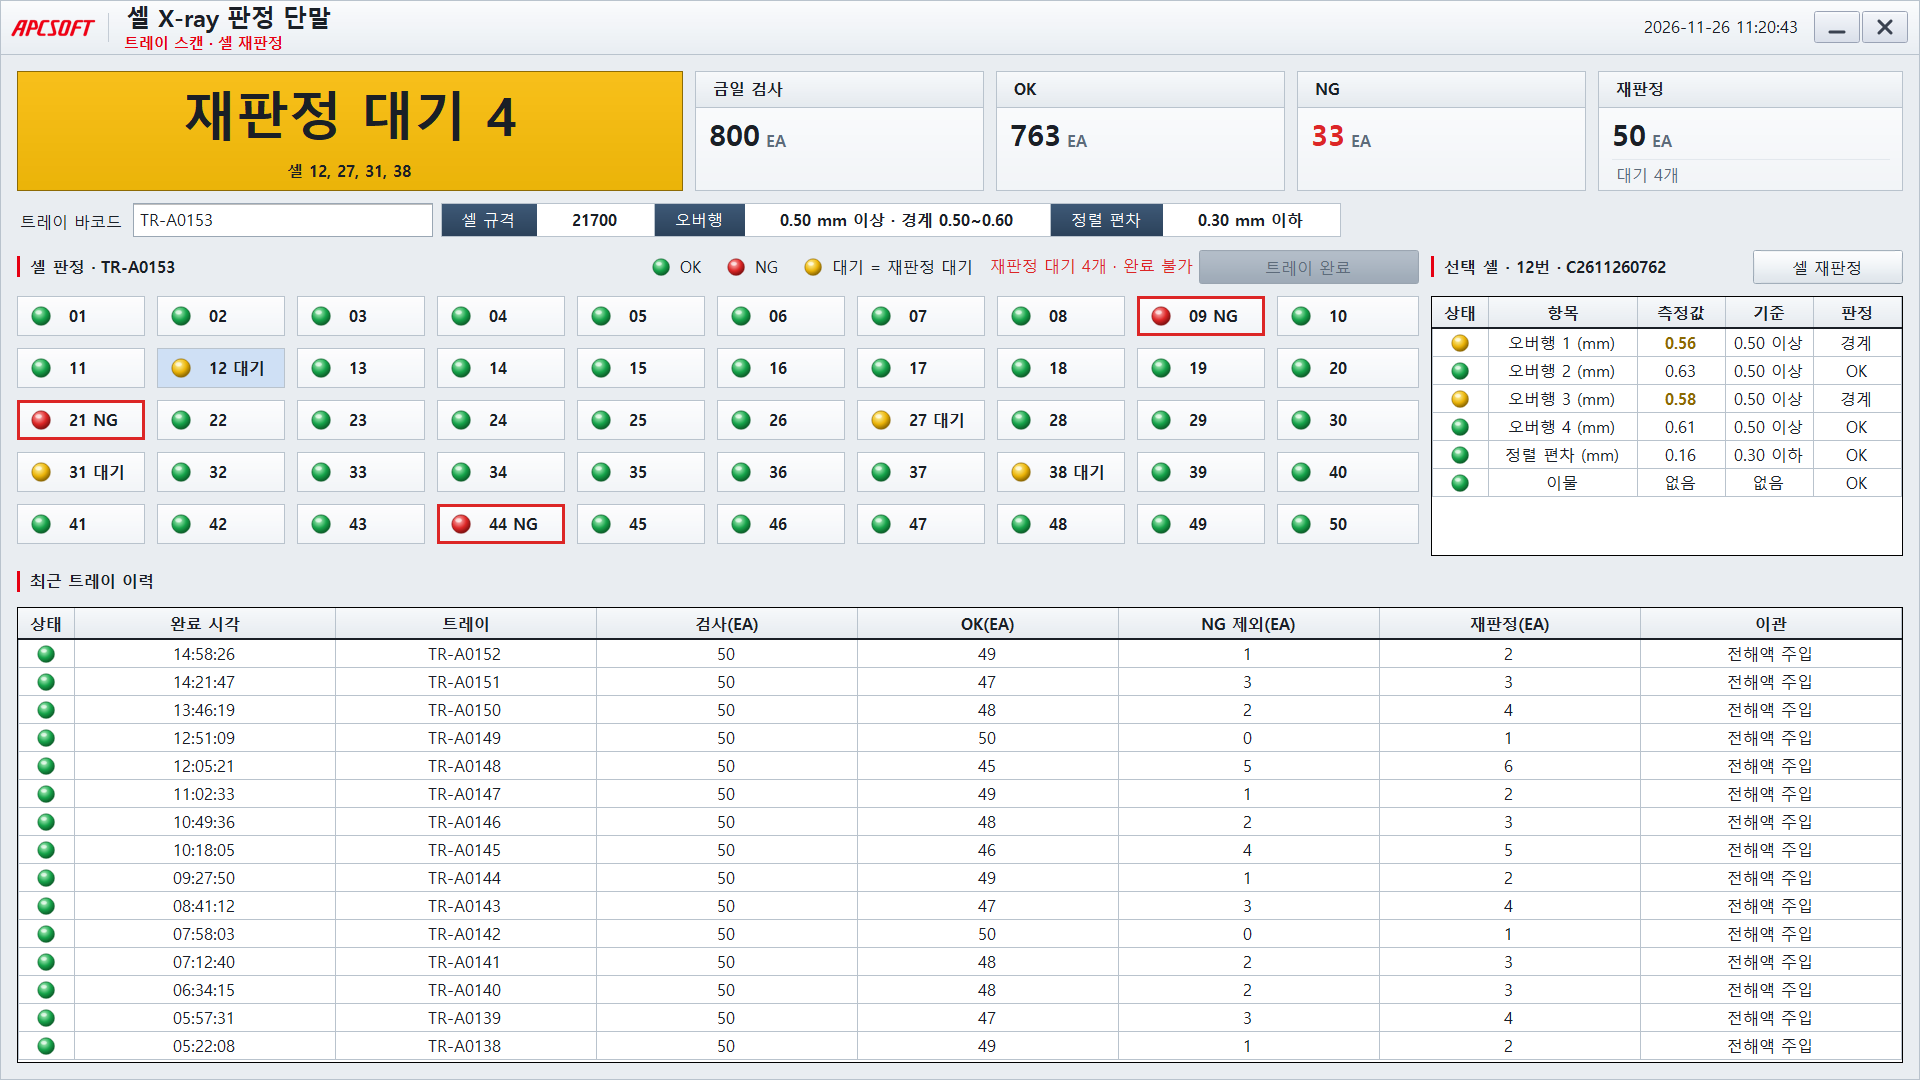 APCSOFT
셀 X-ray 판정 단말
트레이 스캔 · 셀 재판정
2026-11-26 11:20:43
재판정 대기 4
셀 12, 27, 31, 38
금일 검사
800 EA
OK
763 EA
NG
33 EA
재판정
50 EA
대기 4개
트레이 바코드 TR-A0153 셀 규격 21700 오버행 0.50 mm 이상 · 경계 0.50~0.60 정렬 편차 0.30 mm 이하
셀 판정 · TR-A0153 OK NG 대기 = 재판정 대기 재판정 대기 4개 · 완료 불가 트레이 완료
01 02 03 04 05 06 07 08 09 NG 10
11 12 대기 13 14 15 16 17 18 19 20
21 NG 22 23 24 25 26 27 대기 28 29 30
31 대기 32 33 34 35 36 37 38 대기 39 40
41 42 43 44 NG 45 46 47 48 49 50
선택 셀 · 12번 · C2611260762 셀 재판정
상태 항목 측정값 기준 판정
오버행 1 (mm) 0.56 0.50 이상 경계
오버행 2 (mm) 0.63 0.50 이상 OK
오버행 3 (mm) 0.58 0.50 이상 경계
오버행 4 (mm) 0.61 0.50 이상 OK
정렬 편차 (mm) 0.16 0.30 이하 OK
이물 없음 없음 OK
최근 트레이 이력
상태 완료 시각 트레이 검사(EA) OK(EA) NG 제외(EA) 재판정(EA) 이관
14:58:26 TR-A0152 50 49 1 2 전해액 주입
14:21:47 TR-A0151 50 47 3 3 전해액 주입
13:46:19 TR-A0150 50 48 2 4 전해액 주입
12:51:09 TR-A0149 50 50 0 1 전해액 주입
12:05:21 TR-A0148 50 45 5 6 전해액 주입
11:02:33 TR-A0147 50 49 1 2 전해액 주입
10:49:36 TR-A0146 50 48 2 3 전해액 주입
10:18:05 TR-A0145 50 46 4 5 전해액 주입
09:27:50 TR-A0144 50 49 1 2 전해액 주입
08:41:12 TR-A0143 50 47 3 4 전해액 주입
07:58:03 TR-A0142 50 50 0 1 전해액 주입
07:12:40 TR-A0141 50 48 2 3 전해액 주입
06:34:15 TR-A0140 50 48 2 3 전해액 주입
05:57:31 TR-A0139 50 47 3 4 전해액 주입
05:22:08 TR-A0138 50 49 1 2 전해액 주입